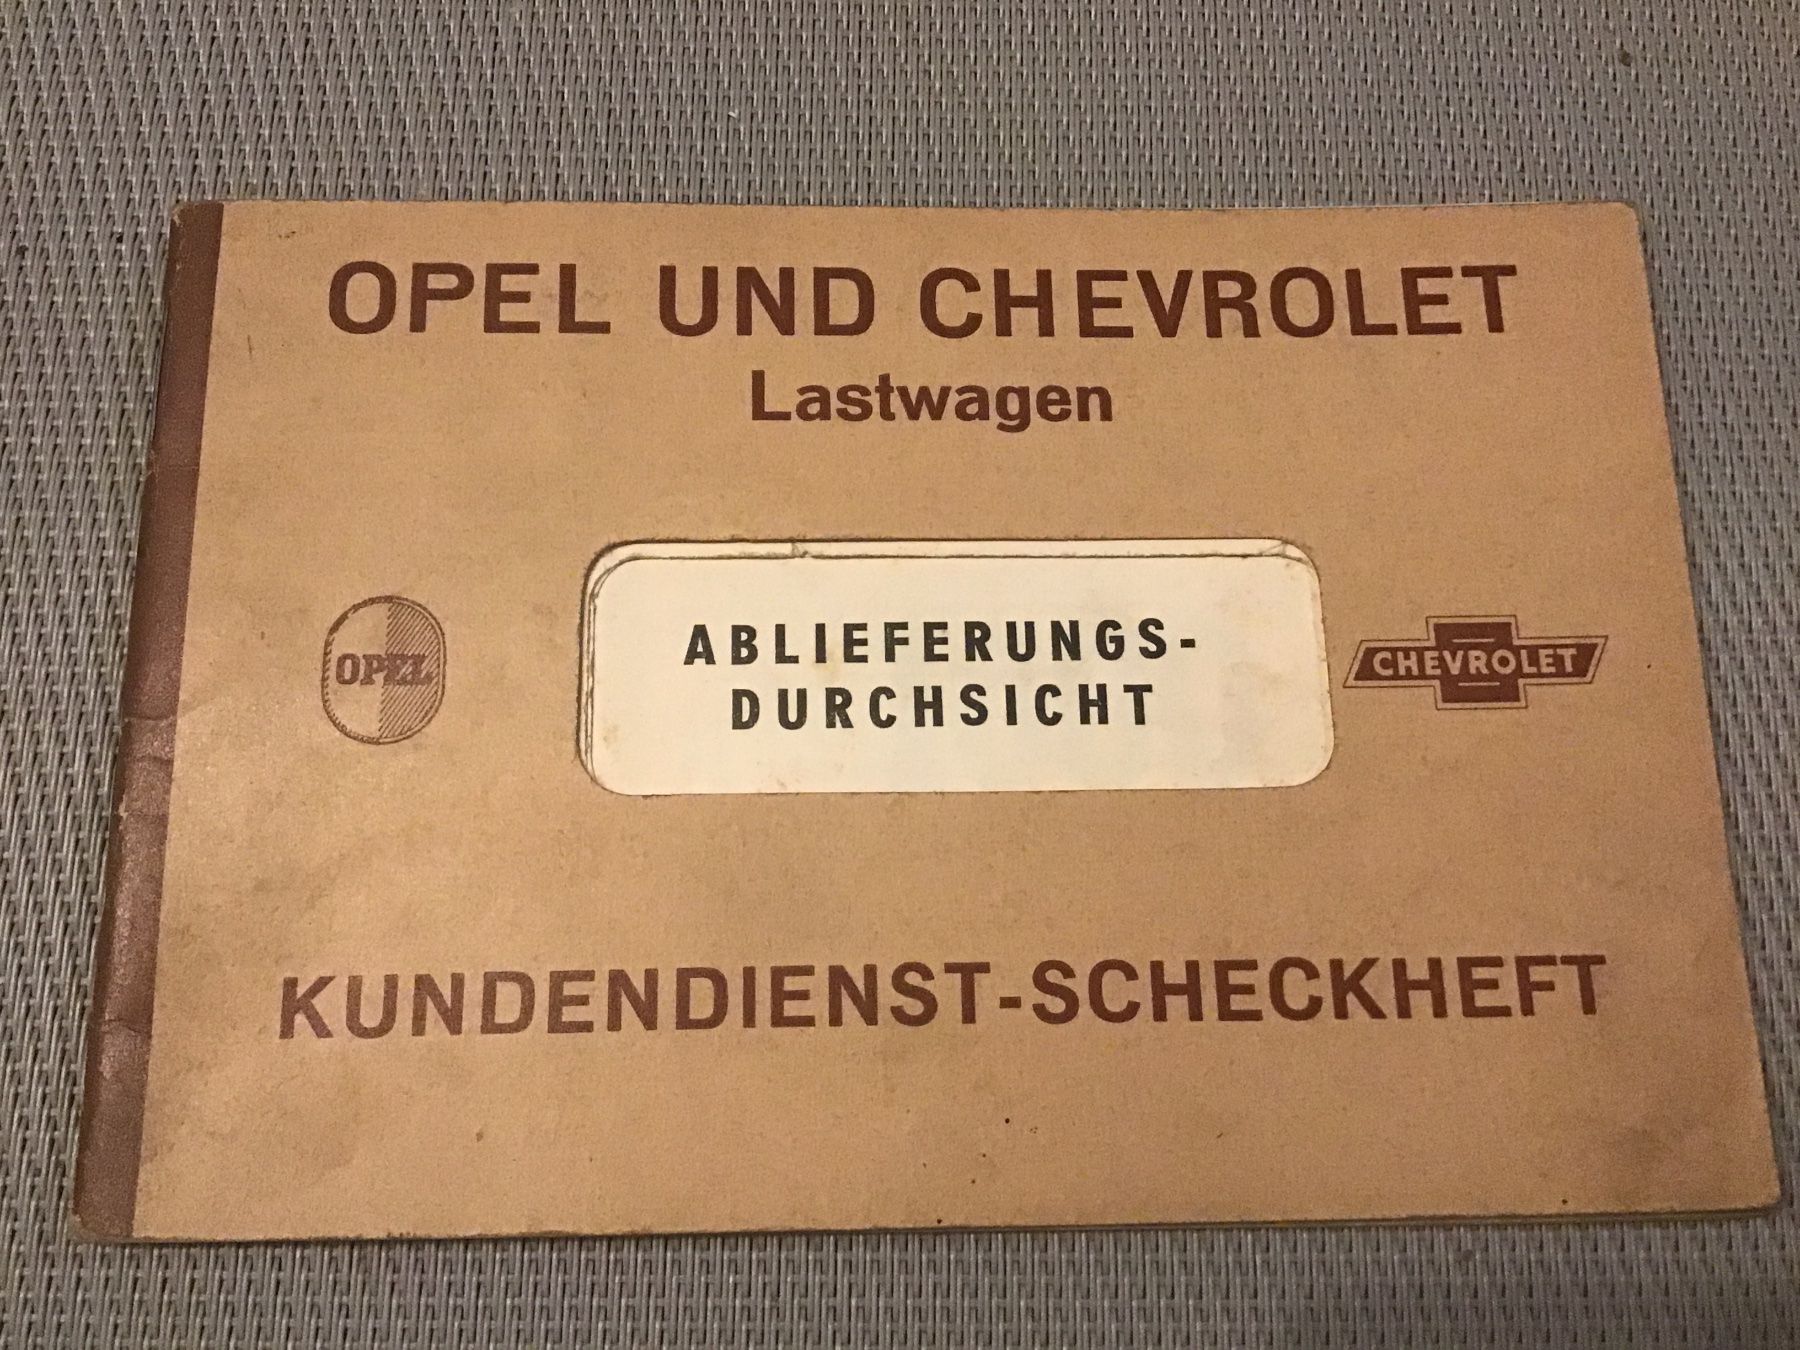 OPEL UND CHEVROLET
Lastwagen
ABLIEFERUNGS-
DURCHSICHT
OPEL
CHEVROLET
KUNDENDIENST-SCHECKHEFT